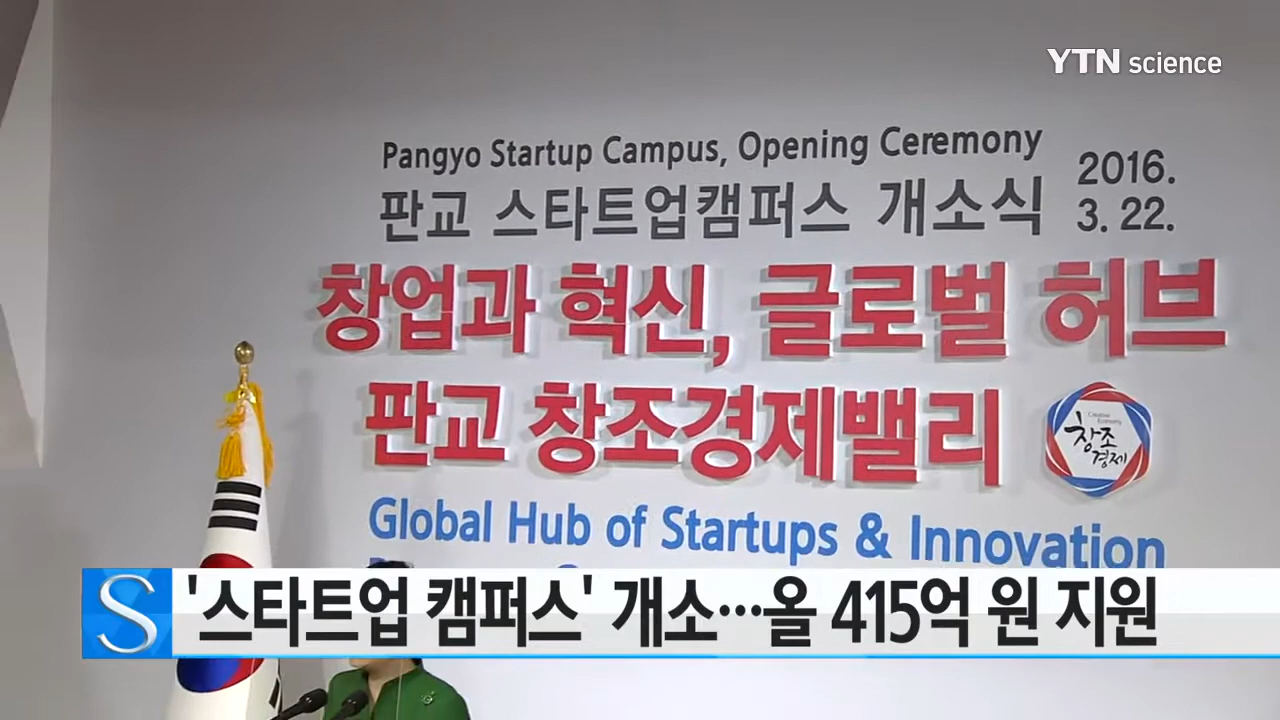 YTN science
Pangyo Startup Campus, Opening Ceremony
판교 스타트업캠퍼스 개소식
2016.
3. 22.
창업과 혁신, 글로벌 허브
판교 창조경제밸리
Creative
Economy
창조
경제
Global Hub of Startups & Innovation
S
'스타트업 캠퍼스' 개소…올 415억 원 지원